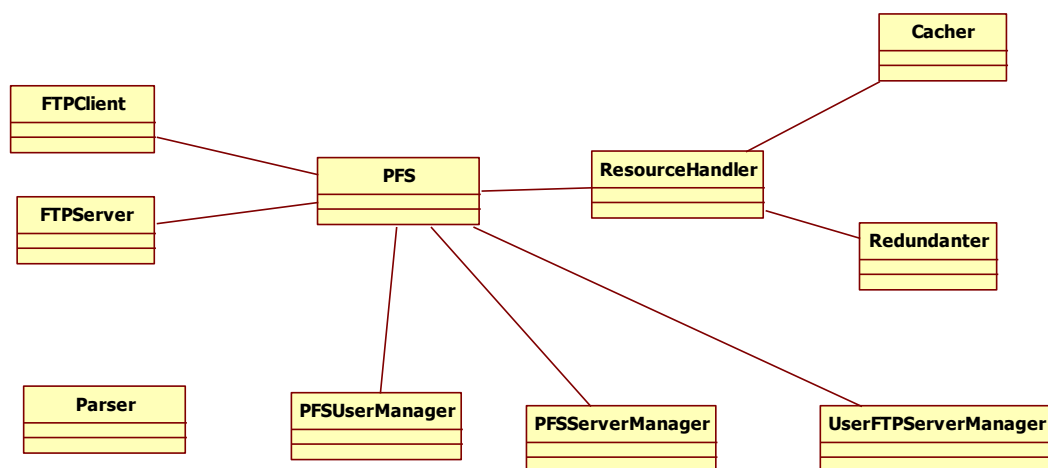 Cacher
FTPClient
PFS
ResourceHandler
FTPServer
Redundanter
Parser
PFSUserManager
PFSServerManager
UserFTPServerManager